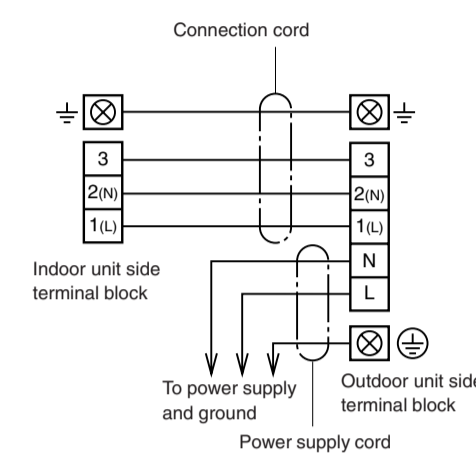 Connection cord
3
3
2(N)
2(N)
1(L)
1(L)
N
Indoor unit side
terminal block
L
To power supply
and ground
Outdoor unit side
terminal block
Power supply cord